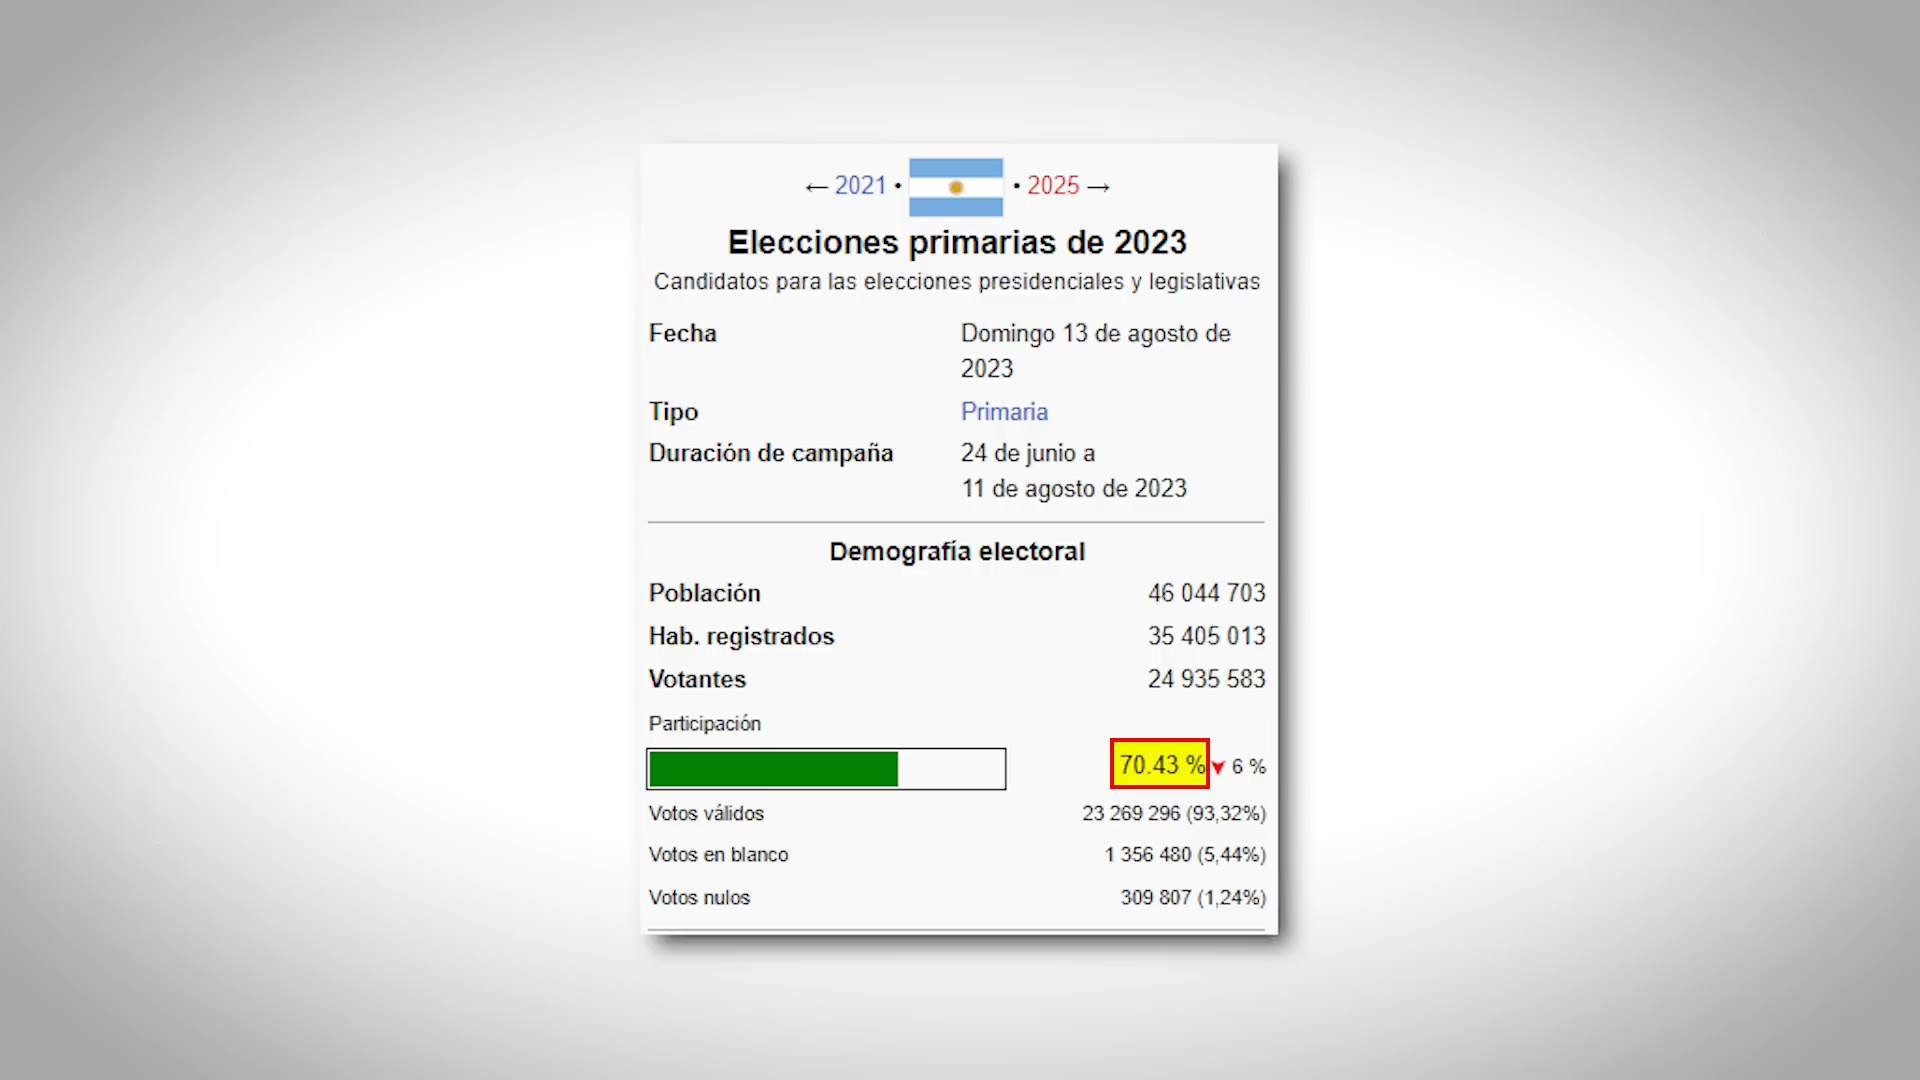 ← 2021 • • 2025 →
Elecciones primarias de 2023
Candidatos para las elecciones presidenciales y legislativas
Fecha Domingo 13 de agosto de
2023
Tipo Primaria
Duración de campaña 24 de junio a
11 de agosto de 2023
Demografía electoral
Población 46 044 703
Hab. registrados 35 405 013
Votantes 24 935 583
Participación
70.43 % 6 %
Votos válidos 23 269 296 (93,32%)
Votos en blanco 1 356 480 (5,44%)
Votos nulos 309 807 (1,24%)